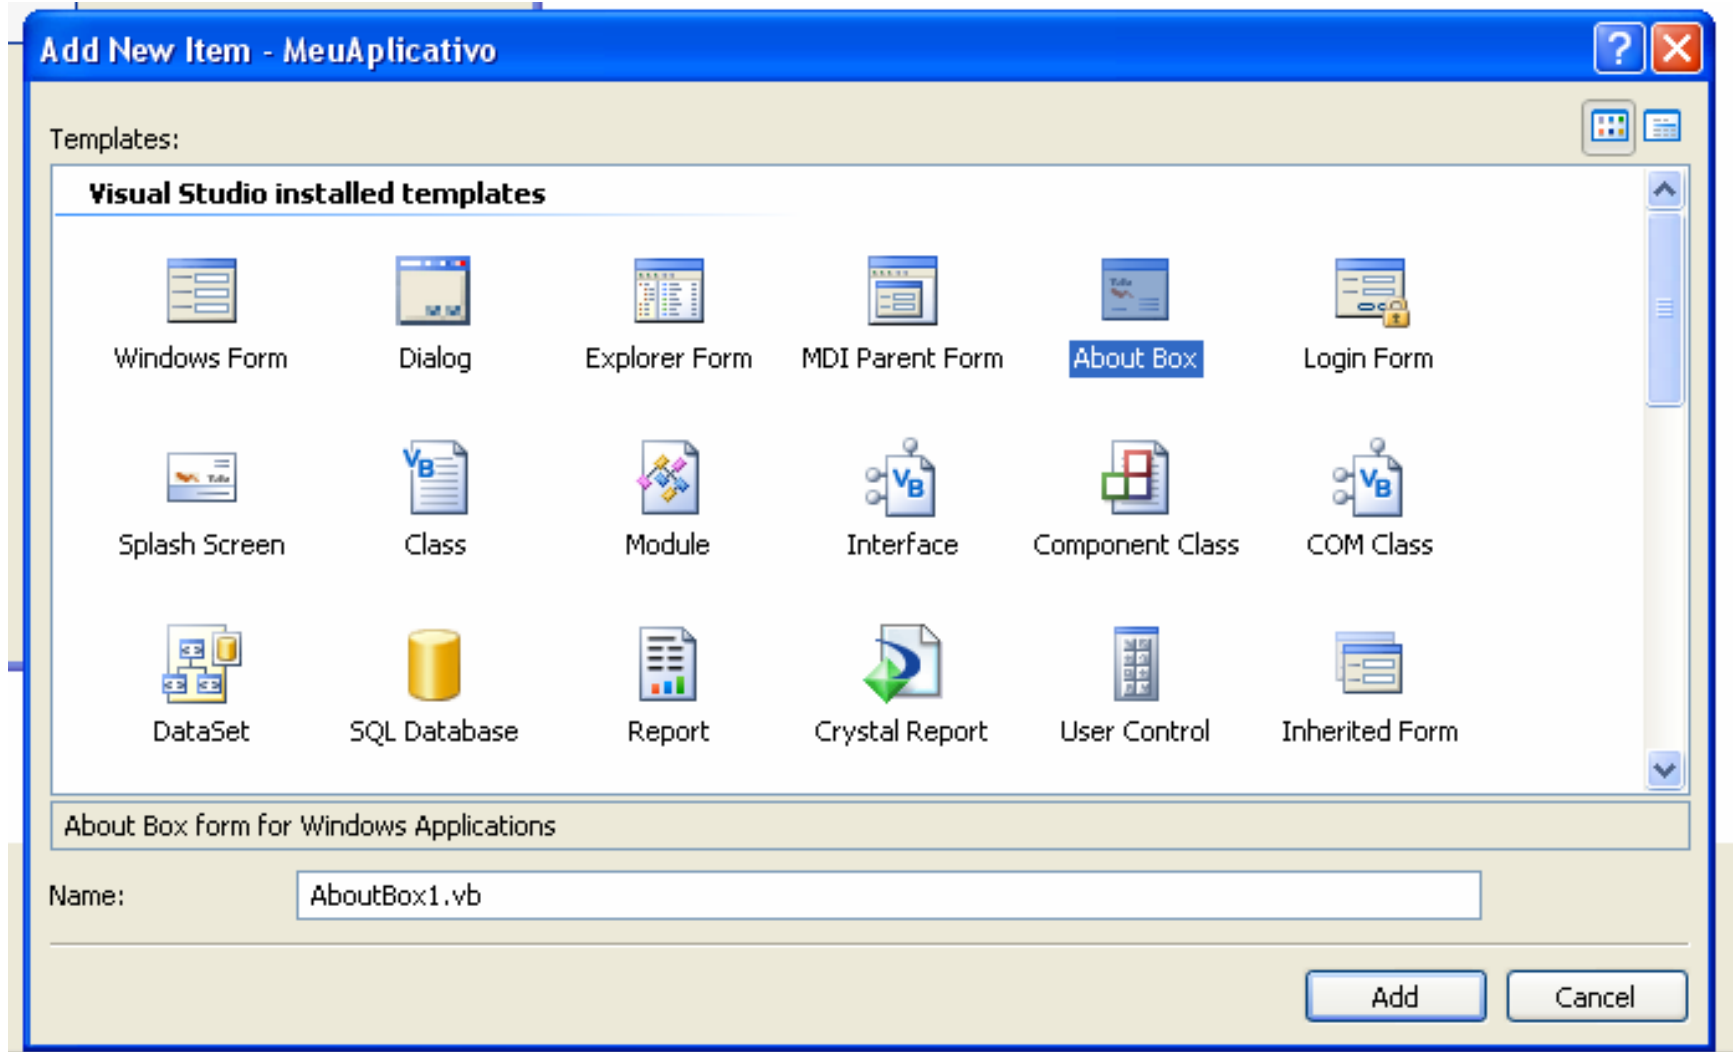 Add New Item - MeuAplicativo
Templates:
Visual Studio installed templates
Windows Form
Dialog
Explorer Form
MDI Parent Form
About Box
Login Form
Splash Screen
Class
Module
Interface
Component Class
COM Class
DataSet
SQL Database
Report
Crystal Report
User Control
Inherited Form
About Box form for Windows Applications
Name:
AboutBox1.vb
Add
Cancel